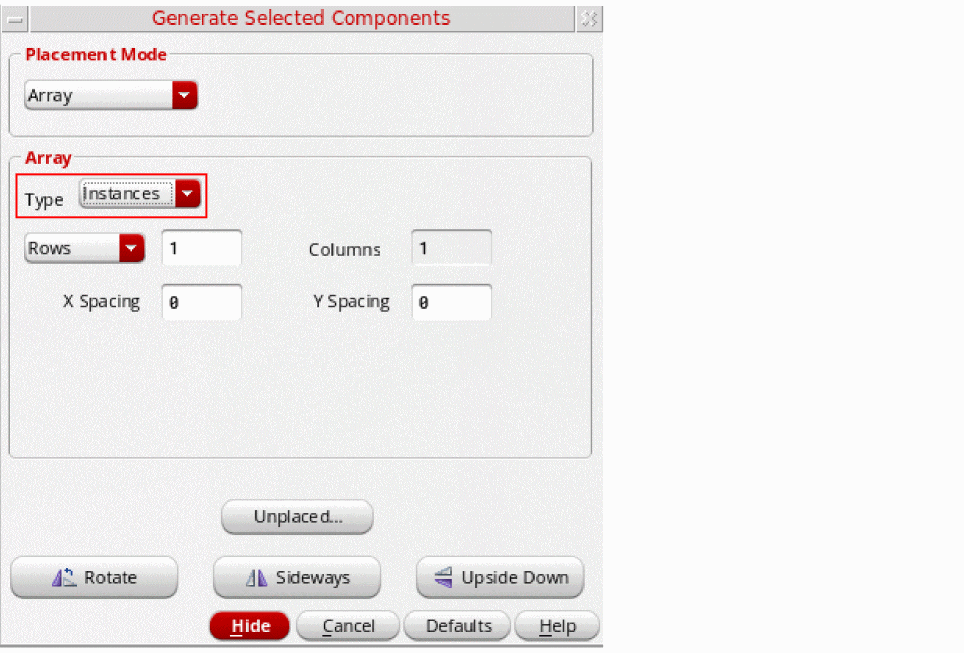 Generate Selected Components
Placement Mode
Array
Array
Type Instances
Rows 1 Columns 1
X Spacing 0 Y Spacing 0
Unplaced...
Rotate Sideways Upside Down
Hide Cancel Defaults Help